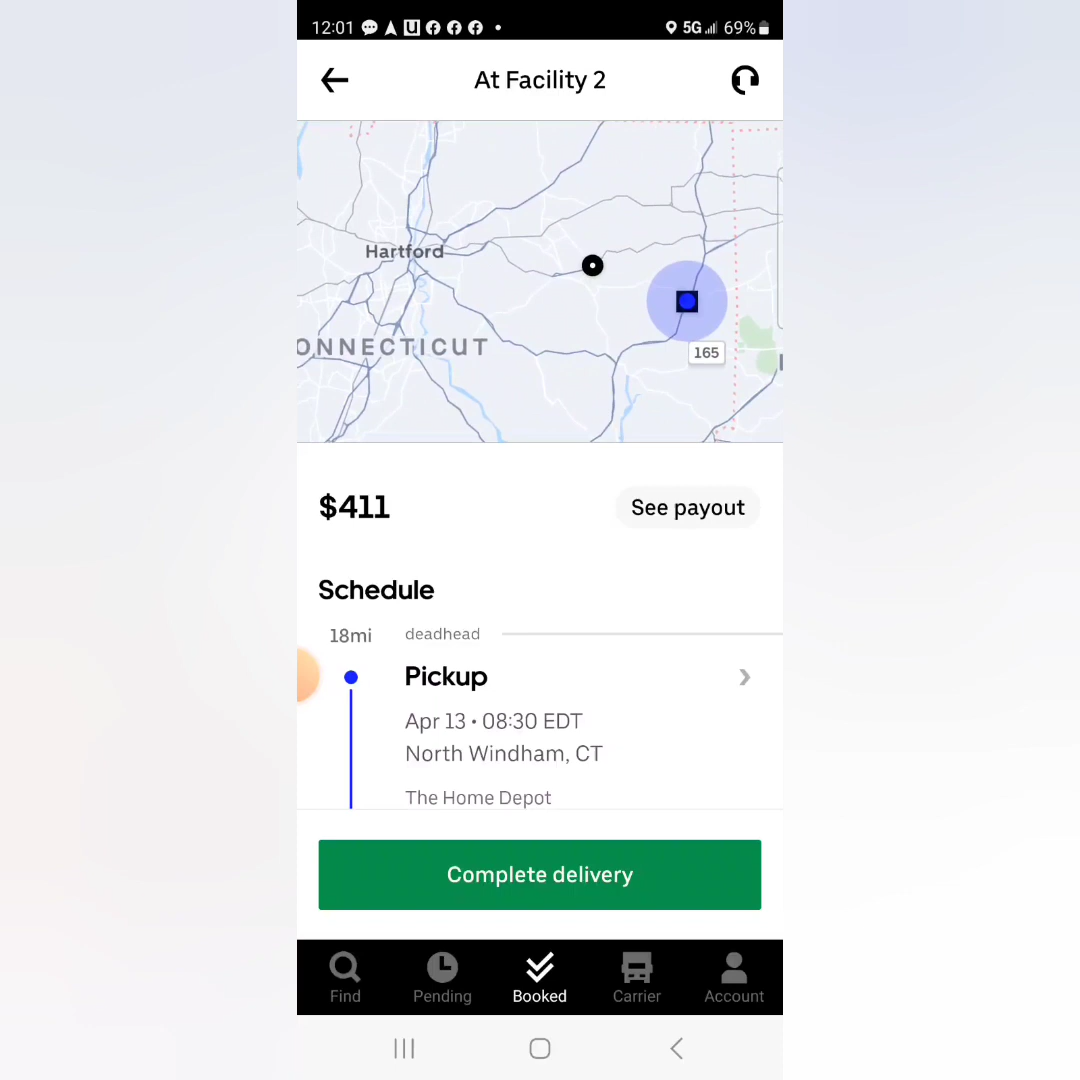 12:01
5G 69%
At Facility 2
Hartford
ONNECTICUT
165
$411
See payout
Schedule
18mi deadhead
Pickup
Apr 13 • 08:30 EDT
North Windham, CT
The Home Depot
Complete delivery
Find Pending Booked Carrier Account